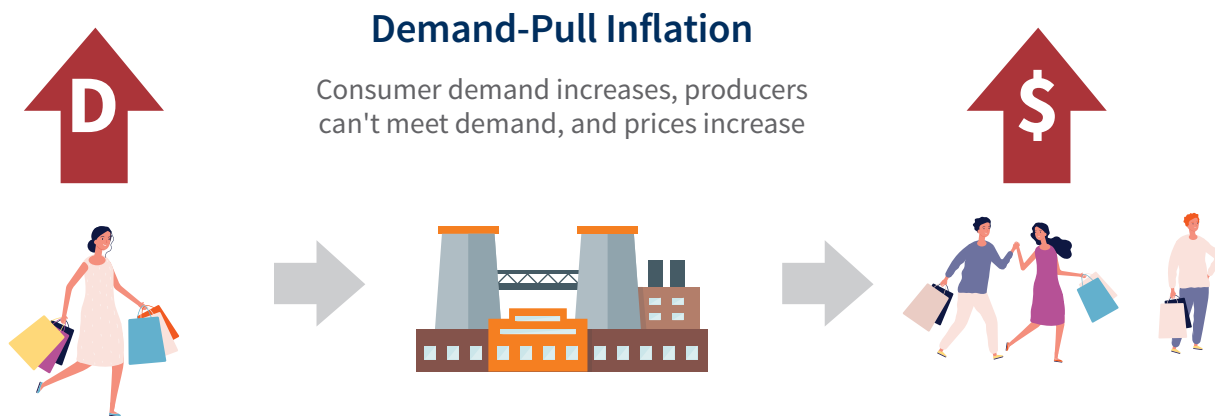 Demand-Pull Inflation
D
Consumer demand increases, producers
can't meet demand, and prices increase
$